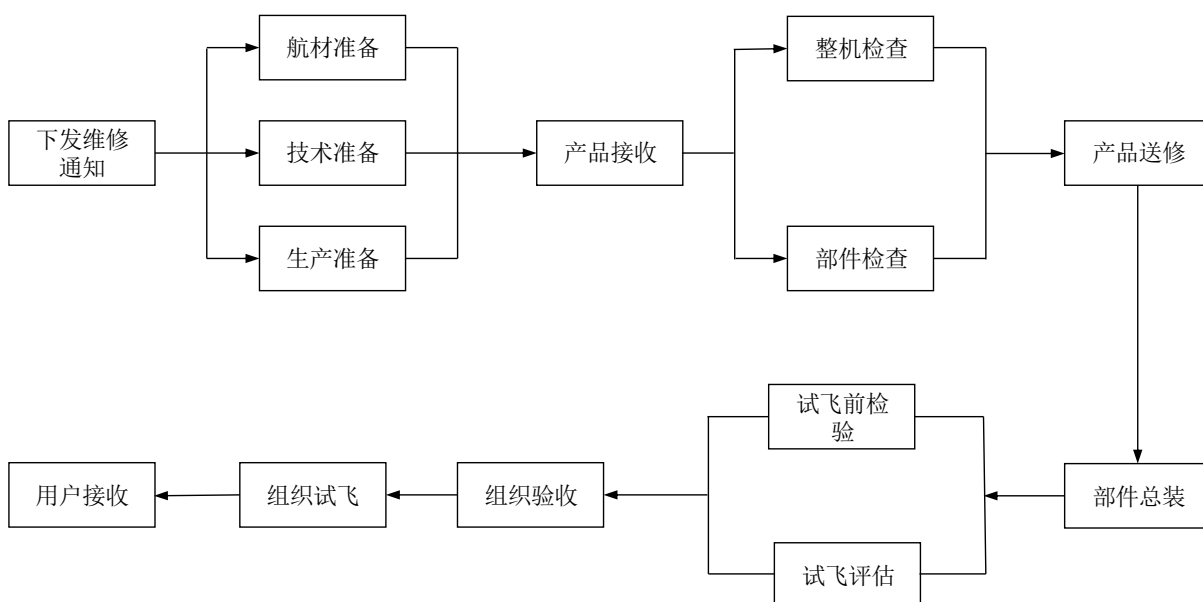 航材准备
整机检查
下发维修
通知
技术准备
产品接收
产品送修
生产准备
部件检查
试飞前检
验
用户接收
组织试飞
组织验收
部件总装
试飞评估